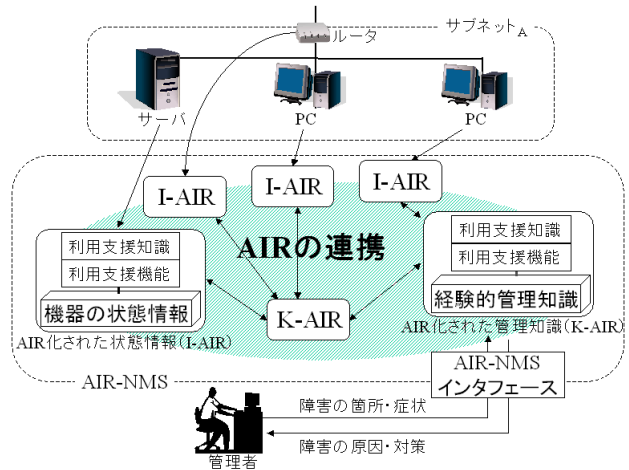 ルータ
サブネットA
サーバ
PC
PC
I-AIR
I-AIR
I-AIR
利用支援知識
利用支援機能
機器の状態情報
AIR化された状態情報(I-AIR)
AIRの連携
K-AIR
利用支援知識
利用支援機能
経験的管理知識
AIR化された管理知識(K-AIR)
AIR-NMS
AIR-NMS
インタフェース
障害の箇所・症状
障害の原因・対策
管理者